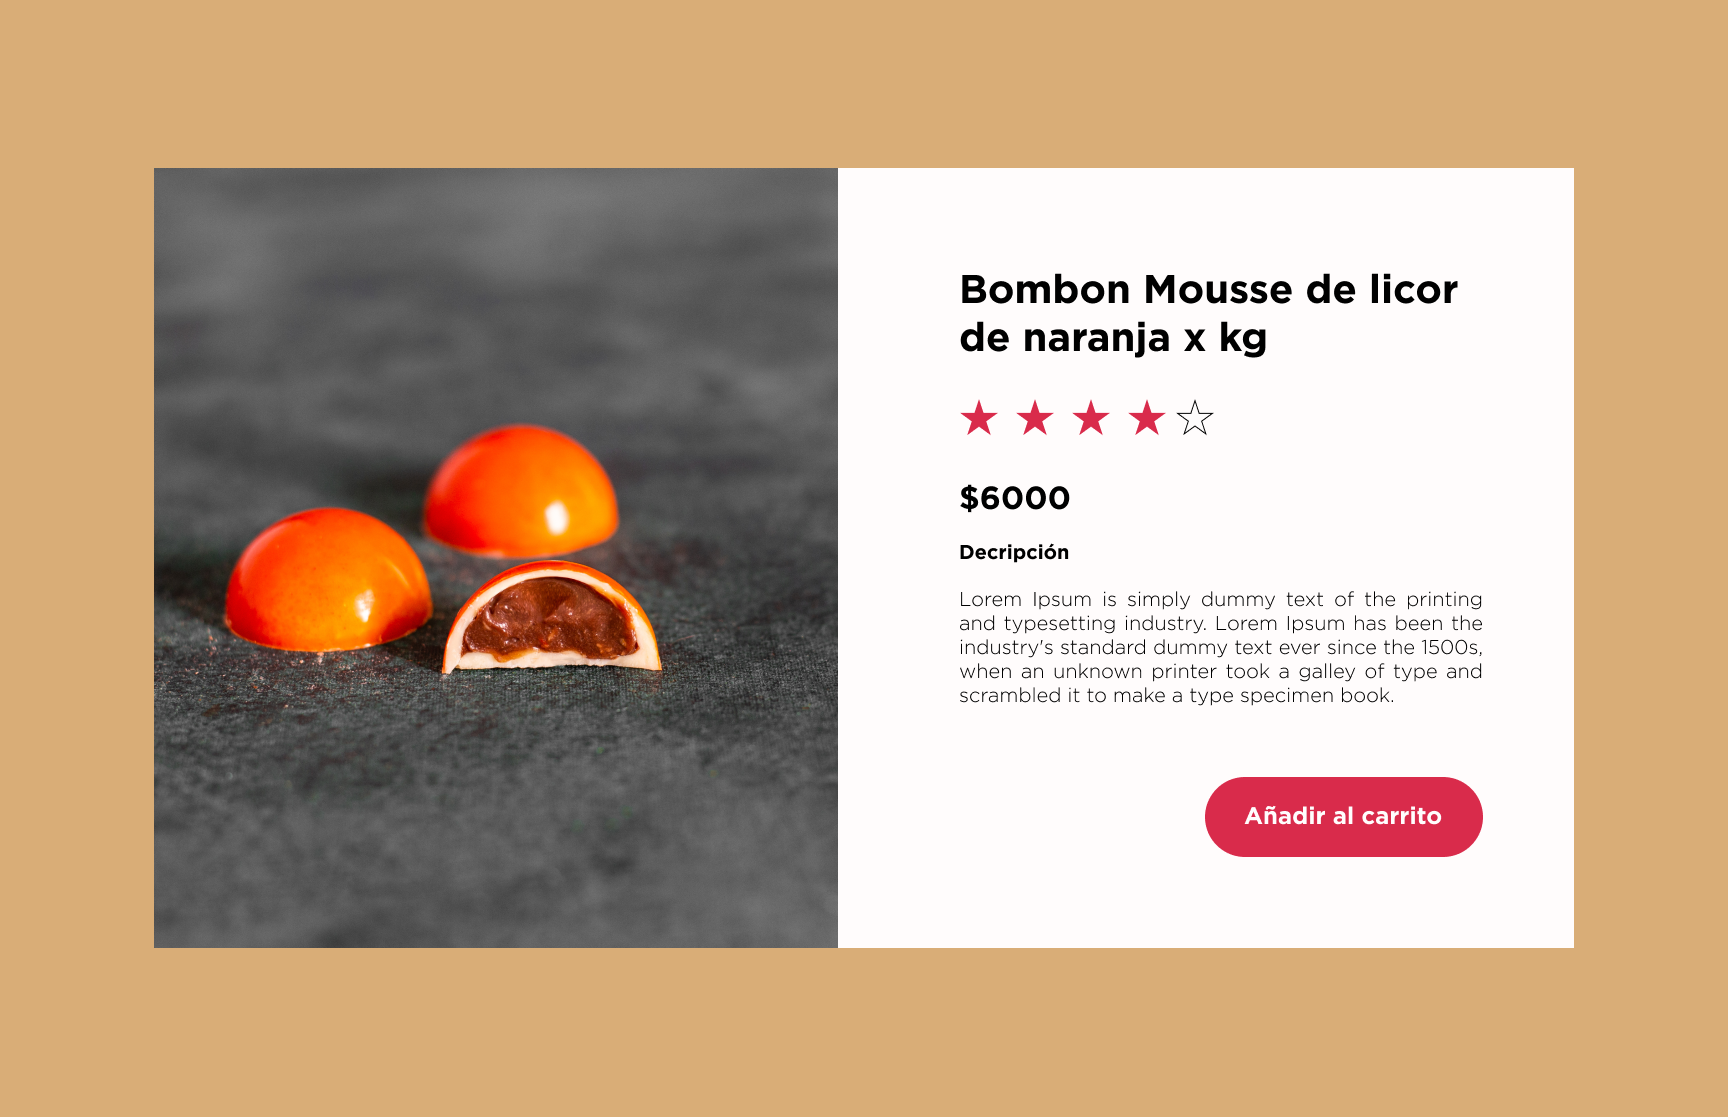 Bombon Mousse de licor
de naranja x kg
$6000
Decripción
Lorem Ipsum is simply dummy text of the printing
and typesetting industry. Lorem Ipsum has been the
industry's standard dummy text ever since the 1500s,
when an unknown printer took a galley of type and
scrambled it to make a type specimen book.
Añadir al carrito